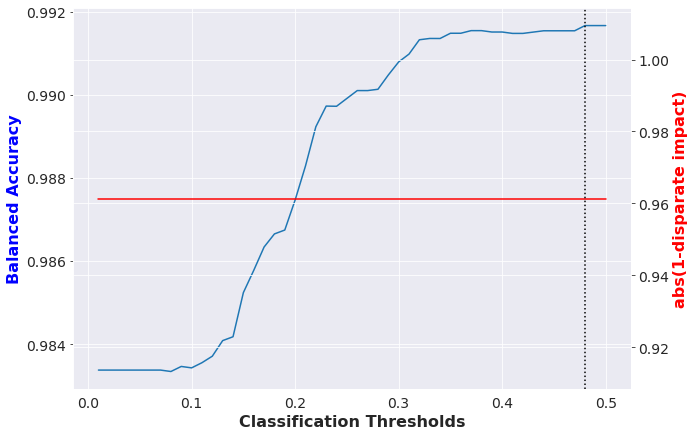 0.992
0.990
0.988
0.986
0.984
Balanced Accuracy
1.00
0.98
0.96
0.94
0.92
abs(1-disparate impact)
0.0 0.1 0.2 0.3 0.4 0.5
Classification Thresholds